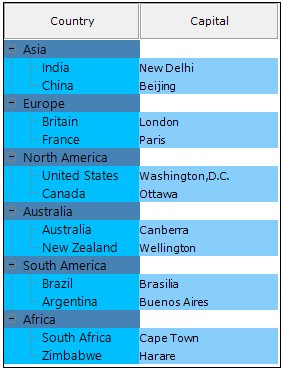 Country Capital
Asia
India New Delhi
China Beijing
Europe
Britain London
France Paris
North America
United States Washington,D.C.
Canada Ottawa
Australia
Australia Canberra
New Zealand Wellington
South America
Brazil Brasilia
Argentina Buenos Aires
Africa
South Africa Cape Town
Zimbabwe Harare